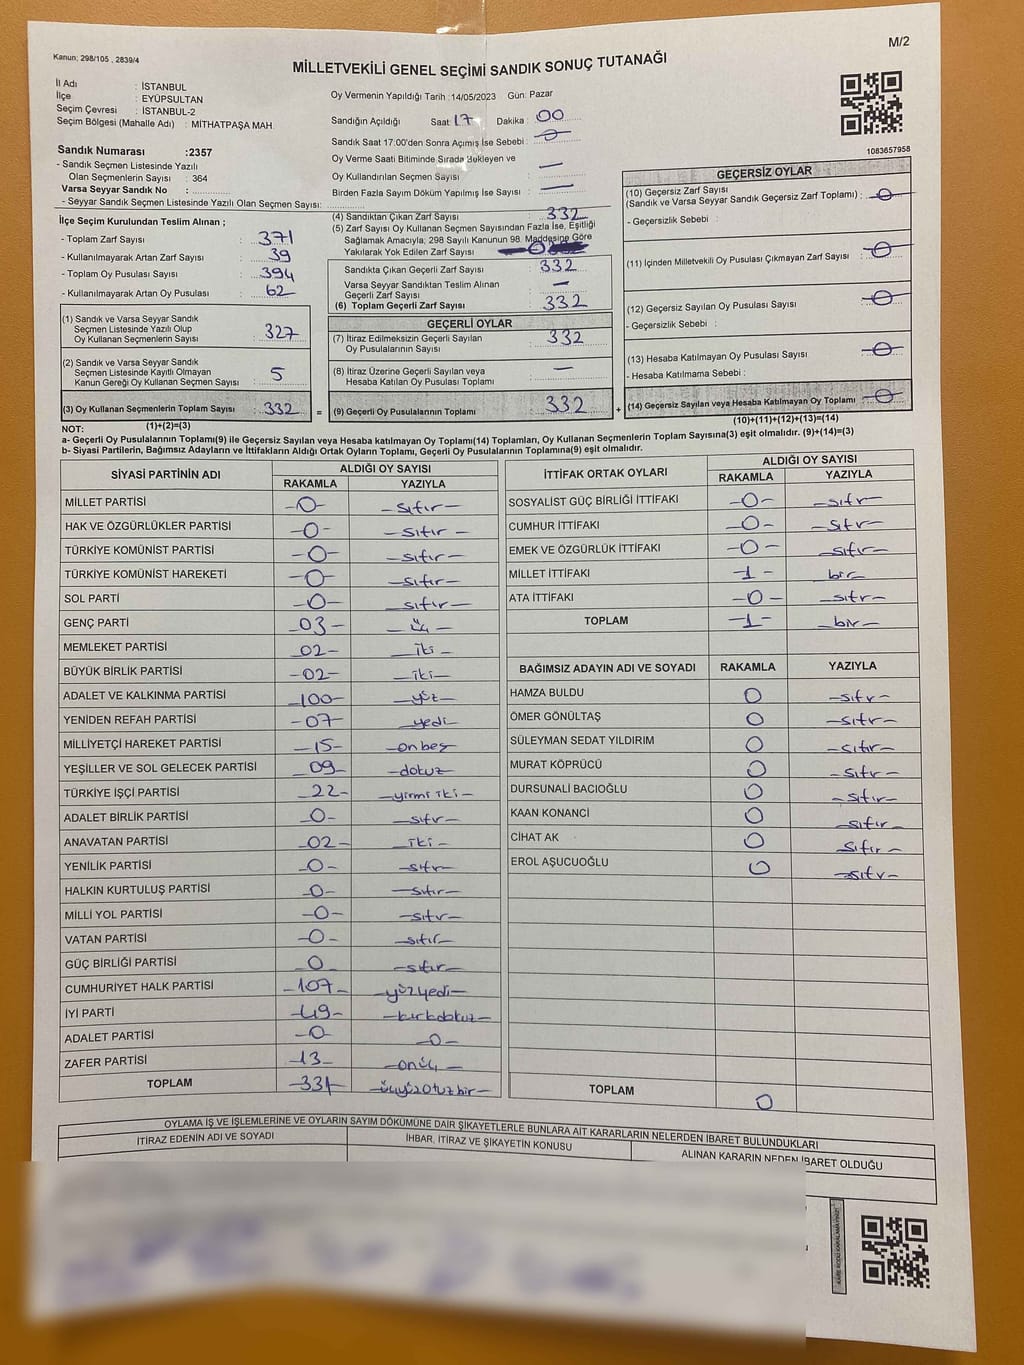 M/2
Kanun; 298/105 , 2839/4
MİLLETVEKİLİ GENEL SEÇİMİ SANDIK SONUÇ TUTANAĞI
İl Adı : İSTANBUL
İlçe : EYÜPSULTAN
Seçim Çevresi : İSTANBUL-2
Seçim Bölgesi (Mahalle Adı) : MİTHATPAŞA MAH.
Sandık Numarası :2357
- Sandık Seçmen Listesinde Yazılı
Olan Seçmenlerin Sayısı : 364
Varsa Seyyar Sandık No :
- Seyyar Sandık Seçmen Listesinde Yazılı Olan Seçmen Sayısı:
Oy Vermenin Yapıldığı Tarih :14/05/2023 Gün: Pazar
Sandığın Açıldığı Saat 17 Dakika : 00
Sandık Saat 17:00'den Sonra Açımış İse Sebebi : 0
Oy Verme Saati Bitiminde Sırada Bekleyen ve
Oy Kullandırılan Seçmen Sayısı : —
Birden Fazla Sayım Döküm Yapılmış İse Sayısı : —
1083657958
İlçe Seçim Kurulundan Teslim Alınan ;
- Toplam Zarf Sayısı : 371
- Kullanılmayarak Artan Zarf Sayısı : 39
- Toplam Oy Pusulası Sayısı : 394
- Kullanılmayarak Artan Oy Pusulası : 62
(1) Sandık ve Varsa Seyyar Sandık
Seçmen Listesinde Yazılı Olup
Oy Kullanan Seçmenlerin Sayısı : 327
(2) Sandık ve Varsa Seyyar Sandık
Seçmen Listesinde Kayıtlı Olmayan
Kanun Gereği Oy Kullanan Seçmen Sayısı : 5
(3) Oy Kullanan Seçmenlerin Toplam Sayısı : 332 =
(1)+(2)=(3)
(4) Sandıktan Çıkan Zarf Sayısı : 332
(5) Zarf Sayısı Oy Kullanan Seçmen Sayısından Fazla İse, Eşitliği
Sağlamak Amacıyla; 298 Sayılı Kanunun 98. Maddesine Göre
Yakılarak Yok Edilen Zarf Sayısı : 0
Sandıkta Çıkan Geçerli Zarf Sayısı : 332
Varsa Seyyar Sandıktan Teslim Alınan
Geçerli Zarf Sayısı : —
(6) Toplam Geçerli Zarf Sayısı : 332
GEÇERLİ OYLAR
(7) İtiraz Edilmeksizin Geçerli Sayılan
Oy Pusulalarının Sayısı : 332
(8) İtiraz Üzerine Geçerli Sayılan veya
Hesaba Katılan Oy Pusulası Toplamı : —
(9) Geçerli Oy Pusulalarının Toplamı : 332 +
GEÇERSİZ OYLAR
(10) Geçersiz Zarf Sayısı
(Sandık ve Varsa Seyyar Sandık Geçersiz Zarf Toplamı) : 0
- Geçersizlik Sebebi :
(11) İçinden Milletvekili Oy Pusulası Çıkmayan Zarf Sayısı : 0
(12) Geçersiz Sayılan Oy Pusulası Sayısı : 0
- Geçersizlik Sebebi :
(13) Hesaba Katılmayan Oy Pusulası Sayısı : 0
- Hesaba Katılmama Sebebi :
(14) Geçersiz Sayılan veya Hesaba Katılmayan Oy Toplamı : 0
(10)+(11)+(12)+(13)=(14)
NOT:
a- Geçerli Oy Pusulalarının Toplamı(9) ile Geçersiz Sayılan veya Hesaba katılmayan Oy Toplamı(14) Toplamları, Oy Kullanan Seçmenlerin Toplam Sayısına(3) eşit olmalıdır. (9)+(14)=(3)
b- Siyasi Partilerin, Bağımsız Adayların ve İttifakların Aldığı Ortak Oyların Toplamı, Geçerli Oy Pusulalarının Toplamına(9) eşit olmalıdır.
SİYASİ PARTİNİN ADI ALDIĞI OY SAYISI
RAKAMLA YAZIYLA
MİLLET PARTİSİ -0- -sıfır-
HAK VE ÖZGÜRLÜKLER PARTİSİ -0- -sıfır-
TÜRKİYE KOMÜNİST PARTİSİ -0- -sıfır-
TÜRKİYE KOMÜNİST HAREKETİ -0- -sıfır-
SOL PARTİ -0- -sıfır-
GENÇ PARTİ -03- -üç-
MEMLEKET PARTİSİ -02- -iki-
BÜYÜK BİRLİK PARTİSİ -02- -iki-
ADALET VE KALKINMA PARTİSİ -100- -yüz-
YENİDEN REFAH PARTİSİ -07- -yedi-
MİLLİYETÇİ HAREKET PARTİSİ -15- -onbeş
YEŞİLLER VE SOL GELECEK PARTİSİ -09- -dokuz-
TÜRKİYE İŞÇİ PARTİSİ -22- -yirmi iki-
ADALET BİRLİK PARTİSİ -0- -sıfır-
ANAVATAN PARTİSİ -02- -iki-
YENİLİK PARTİSİ -0- -sıfır-
HALKIN KURTULUŞ PARTİSİ -0- -sıfır-
MİLLİ YOL PARTİSİ -0- -sıfır-
VATAN PARTİSİ -0- -sıfır-
GÜÇ BİRLİĞİ PARTİSİ -0- -sıfır-
CUMHURİYET HALK PARTİSİ -107- -yüzyedi-
İYİ PARTİ -49- -kırkdokuz-
ADALET PARTİSİ -0- -0-
ZAFER PARTİSİ -13- -onüç-
TOPLAM -331- -üçyüzotuzbir-
İTTİFAK ORTAK OYLARI ALDIĞI OY SAYISI
RAKAMLA YAZIYLA
SOSYALİST GÜÇ BİRLİĞİ İTTİFAKI -0- -sıfır-
CUMHUR İTTİFAKI -0- -sıfır-
EMEK VE ÖZGÜRLÜK İTTİFAKI -0- -sıfır-
MİLLET İTTİFAKI -1- bir-
ATA İTTİFAKI -0- -sıfır-
TOPLAM -1- -bir-
BAĞIMSIZ ADAYIN ADI VE SOYADI RAKAMLA YAZIYLA
HAMZA BULDU 0 -sıfır-
ÖMER GÖNÜLTAŞ 0 -sıfır-
SÜLEYMAN SEDAT YILDIRIM 0 -sıfır-
MURAT KÖPRÜCÜ 0 -sıfır-
DURSUNALİ BACIOĞLU 0 -sıfır-
KAAN KONANCİ 0 -sıfır-
CİHAT AK 0 sıfır-
EROL AŞUCUOĞLU 0 -sıfır-
TOPLAM 0
OYLAMA İŞ VE İŞLEMLERİNE VE OYLARIN SAYIM DÖKÜMÜNE DAİR ŞİKAYETLERLE BUNLARA AİT KARARLARIN NELERDEN İBARET BULUNDUKLARI
İTİRAZ EDENİN ADI VE SOYADI İHBAR, İTİRAZ VE ŞİKAYETİN KONUSU ALINAN KARARIN NEDEN İBARET OLDUĞU
KARE KODU KARALAMAYINIZ!